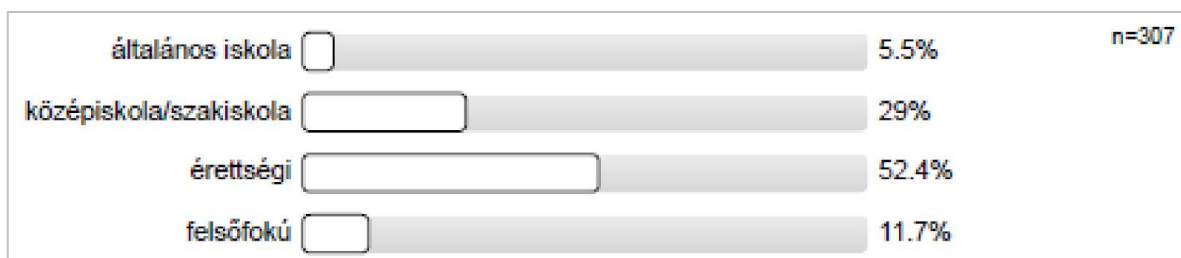 általános iskola 5.5% n=307
középiskola/szakiskola 29%
érettségi 52.4%
felsőfokú 11.7%